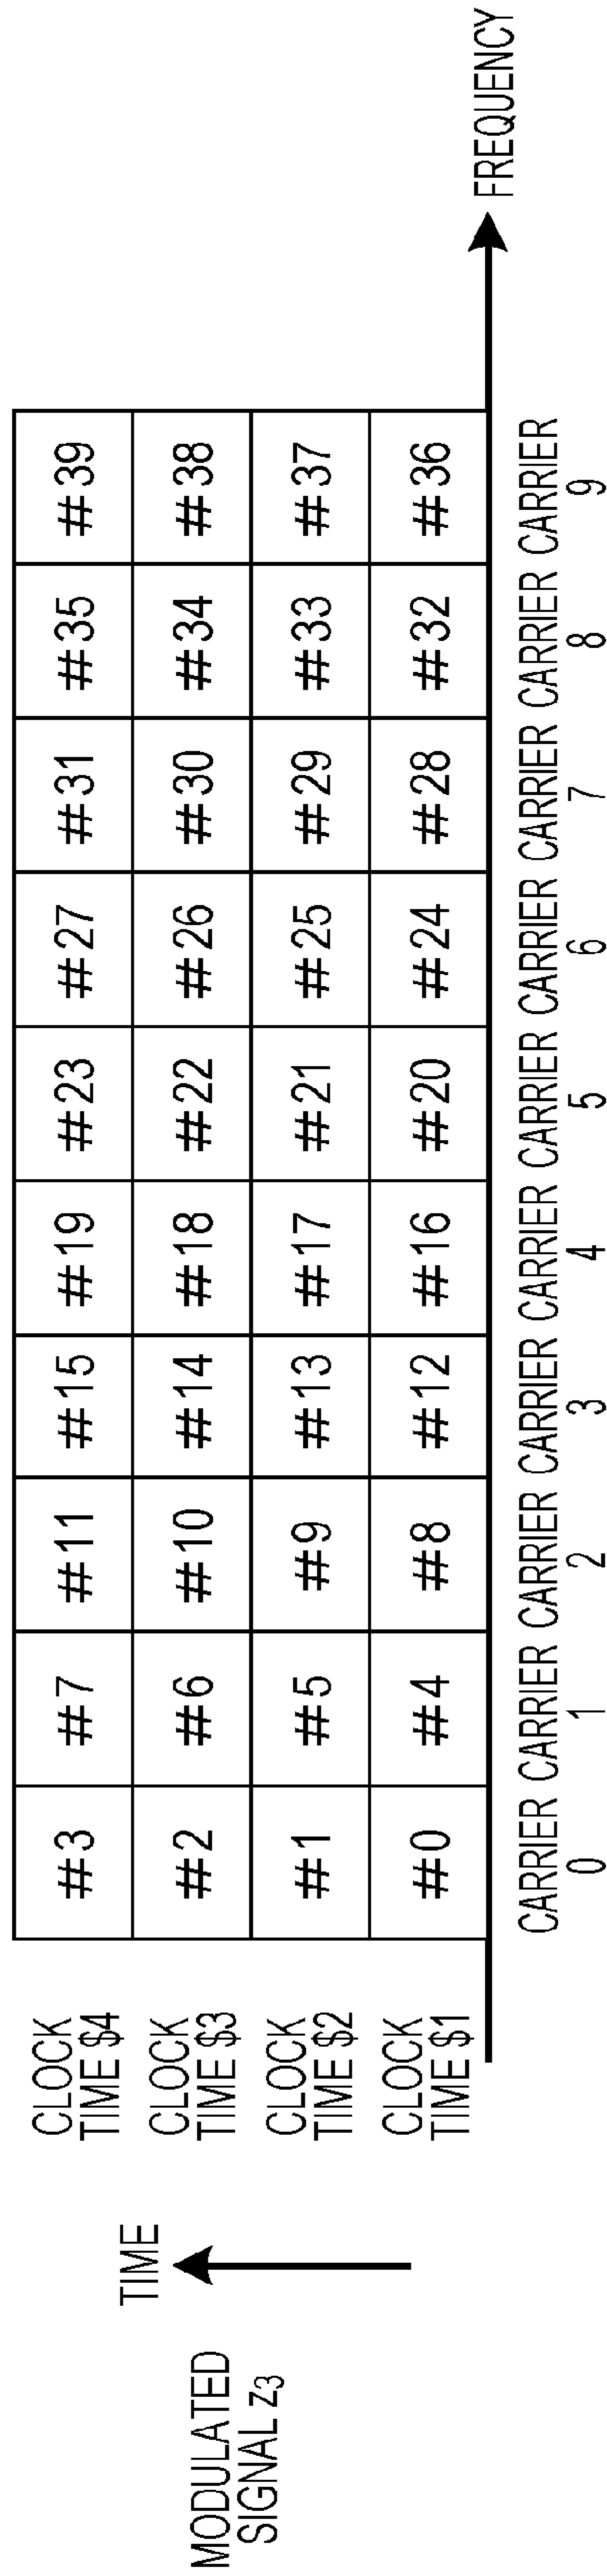 MODULATED
SIGNAL z3
TIME
CLOCK
TIME $4
#3 #7 #11 #15 #19 #23 #27 #31 #35 #39
CLOCK
TIME $3
#2 #6 #10 #14 #18 #22 #26 #30 #34 #38
CLOCK
TIME $2
#1 #5 #9 #13 #17 #21 #25 #29 #33 #37
CLOCK
TIME $1
#0 #4 #8 #12 #16 #20 #24 #28 #32 #36
FREQUENCY
CARRIER CARRIER CARRIER CARRIER CARRIER CARRIER CARRIER CARRIER CARRIER CARRIER
0 1 2 3 4 5 6 7 8 9